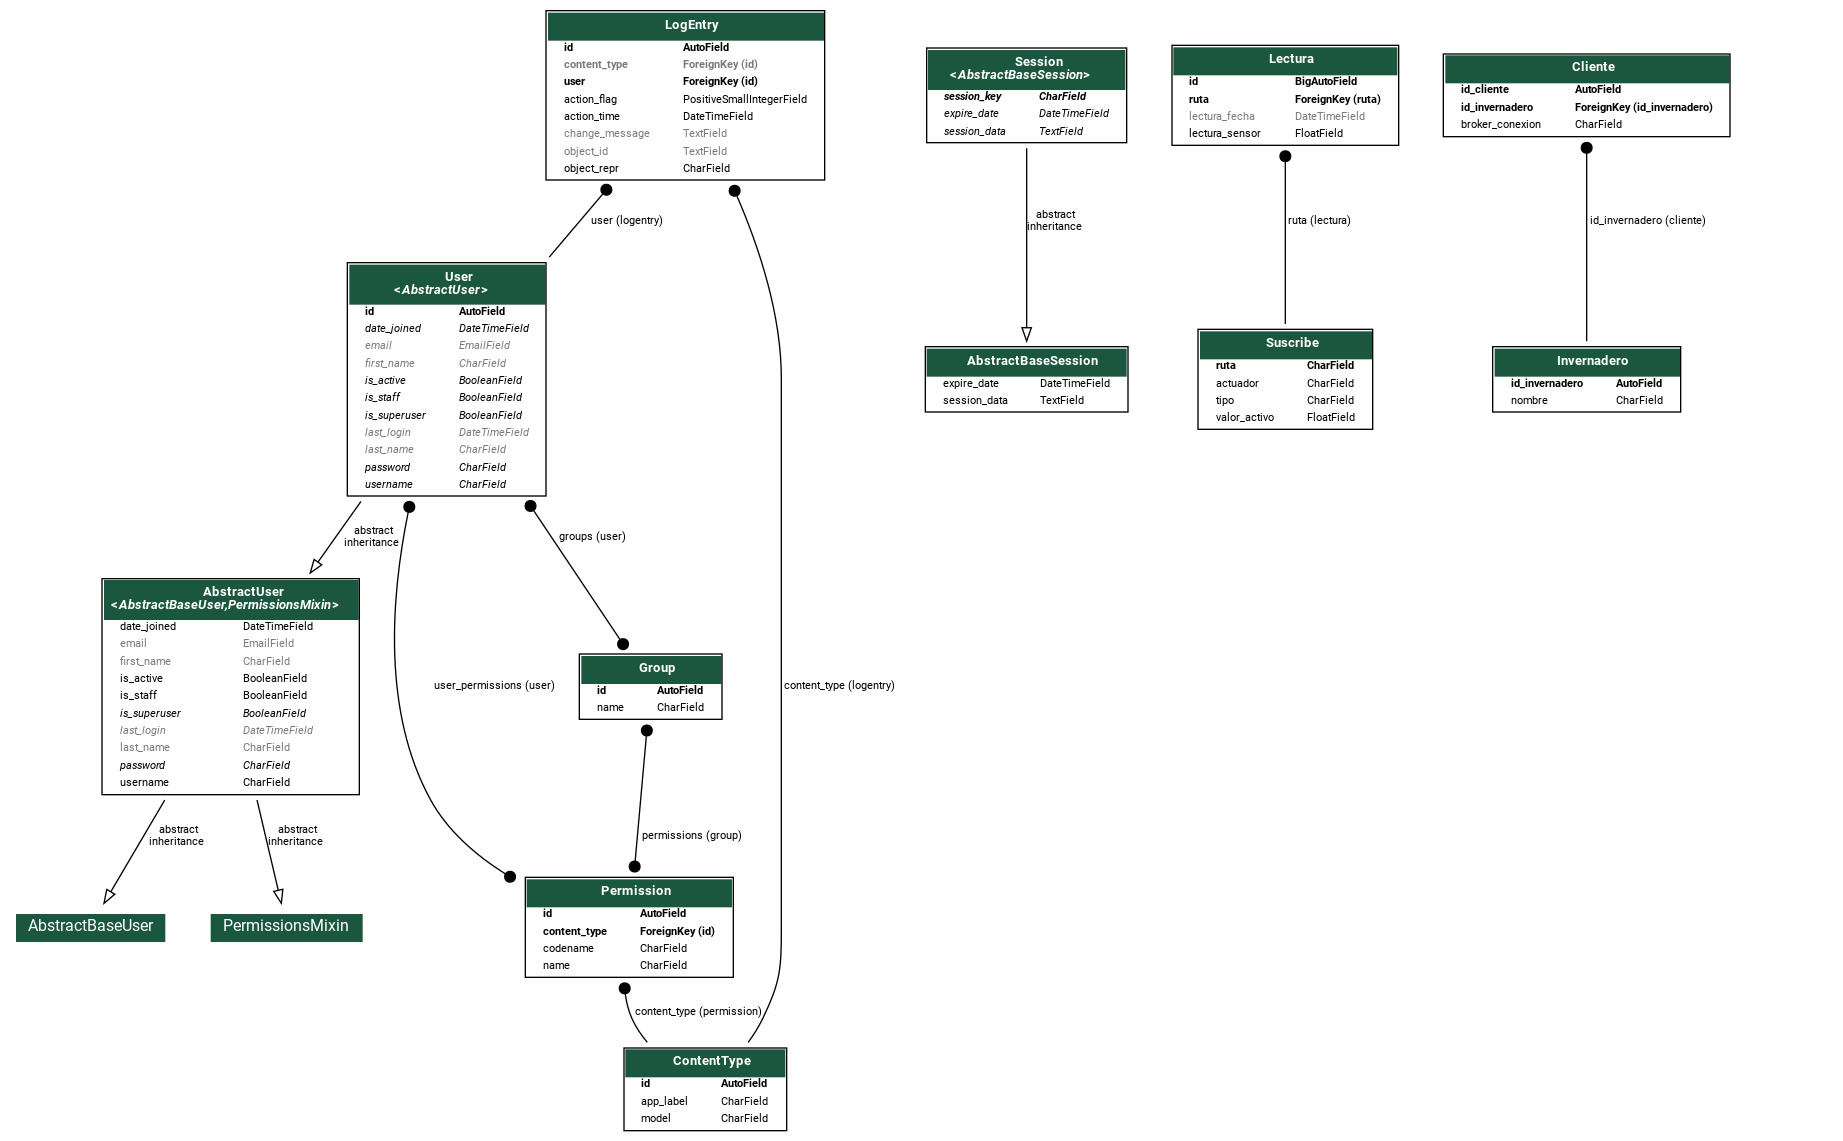 LogEntry
id AutoField
content_type ForeignKey (id)
user ForeignKey (id)
action_flag PositiveSmallIntegerField
action_time DateTimeField
change_message TextField
object_id TextField
object_repr CharField
Session
<AbstractBaseSession>
session_key CharField
expire_date DateTimeField
session_data TextField
Lectura
id BigAutoField
ruta ForeignKey (ruta)
lectura_fecha DateTimeField
lectura_sensor FloatField
Cliente
id_cliente AutoField
id_invernadero ForeignKey (id_invernadero)
broker_conexion CharField
user (logentry)
abstract
inheritance
ruta (lectura)
id_invernadero (cliente)
User
<AbstractUser>
id AutoField
date_joined DateTimeField
email EmailField
first_name CharField
is_active BooleanField
is_staff BooleanField
is_superuser BooleanField
last_login DateTimeField
last_name CharField
password CharField
username CharField
AbstractBaseSession
expire_date DateTimeField
session_data TextField
Suscribe
ruta CharField
actuador CharField
tipo CharField
valor_activo FloatField
Invernadero
id_invernadero AutoField
nombre CharField
abstract
inheritance
groups (user)
AbstractUser
<AbstractBaseUser,PermissionsMixin>
date_joined DateTimeField
email EmailField
first_name CharField
is_active BooleanField
is_staff BooleanField
is_superuser BooleanField
last_login DateTimeField
last_name CharField
password CharField
username CharField
user_permissions (user)
Group
id AutoField
name CharField
content_type (logentry)
abstract
inheritance
abstract
inheritance
permissions (group)
AbstractBaseUser
PermissionsMixin
Permission
id AutoField
content_type ForeignKey (id)
codename CharField
name CharField
content_type (permission)
ContentType
id AutoField
app_label CharField
model CharField